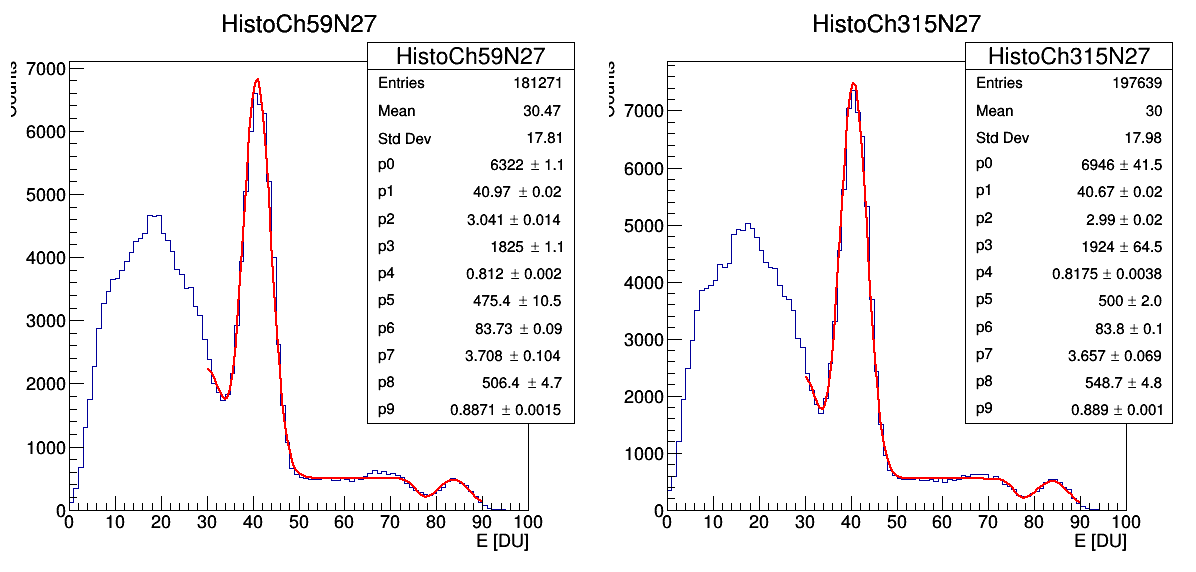 HistoCh59N27
HistoCh59N27
Entries 181271
Mean 30.47
Std Dev 17.81
p0 6322 ± 1.1
p1 40.97 ± 0.02
p2 3.041 ± 0.014
p3 1825 ± 1.1
p4 0.812 ± 0.002
p5 475.4 ± 10.5
p6 83.73 ± 0.09
p7 3.708 ± 0.104
p8 506.4 ± 4.7
p9 0.8871 ± 0.0015
7000
6000
5000
4000
3000
2000
1000
0
0 10 20 30 40 50 60 70 80 90 100
E [DU]
HistoCh315N27
HistoCh315N27
Entries 197639
Mean 30
Std Dev 17.98
p0 6946 ± 41.5
p1 40.67 ± 0.02
p2 2.99 ± 0.02
p3 1924 ± 64.5
p4 0.8175 ± 0.0038
p5 500 ± 2.0
p6 83.8 ± 0.1
p7 3.657 ± 0.069
p8 548.7 ± 4.8
p9 0.889 ± 0.001
7000
6000
5000
4000
3000
2000
1000
0
0 10 20 30 40 50 60 70 80 90 100
E [DU]